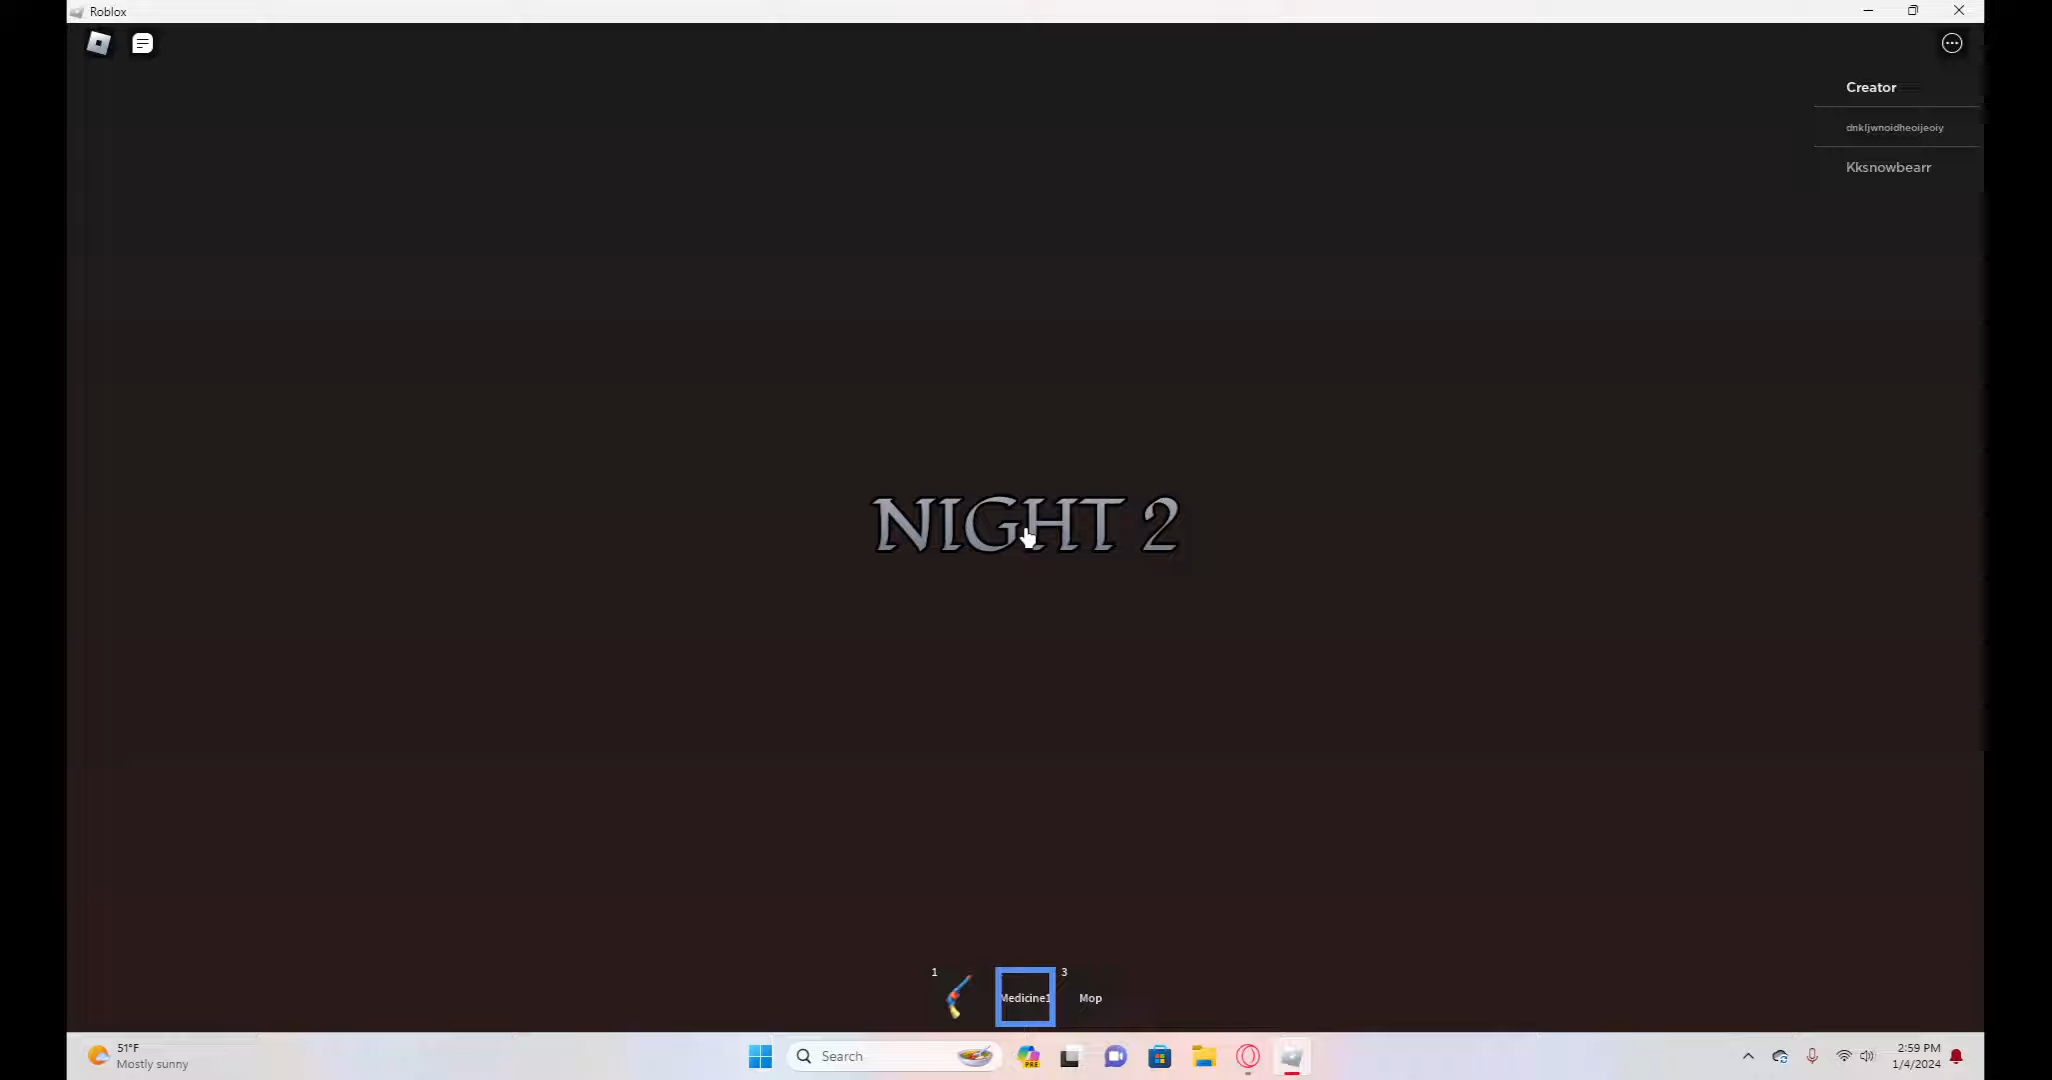 Roblox
Creator
dnkljwnoidheoijeoiy
Kksnowbearr
NIGHT 2
1
3
Medicine1
Mop
51°F
Mostly sunny
Search
PRE
2:59 PM
1/4/2024